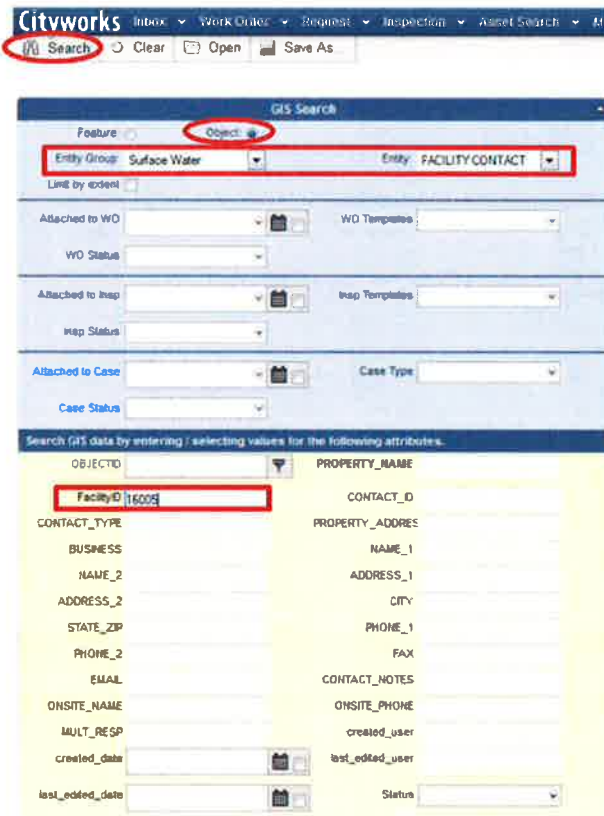 Cityworks Inbox Work Order Request Inspection Asset Search
Search Clear Open Save As
GIS Search
Feature Object
Entity Group Surface Water Entity FACILITY CONTACT
Limit by extent
Attached to WO WO Templates
WO Status
Attached to Insp Insp Templates
Insp Status
Attached to Case Case Type
Case Status
Search GIS data by entering / selecting values for the following attributes.
OBJECTID PROPERTY_NAME
FacilityID 16005 CONTACT_ID
CONTACT_TYPE PROPERTY_ADDRES
BUSINESS NAME_1
NAME_2 ADDRESS_1
ADDRESS_2 CITY
STATE_ZIP PHONE_1
PHONE_2 FAX
EMAIL CONTACT_NOTES
ONSITE_NAME ONSITE_PHONE
MULT_RESP created_user
created_date last_edited_user
last_edited_date Status